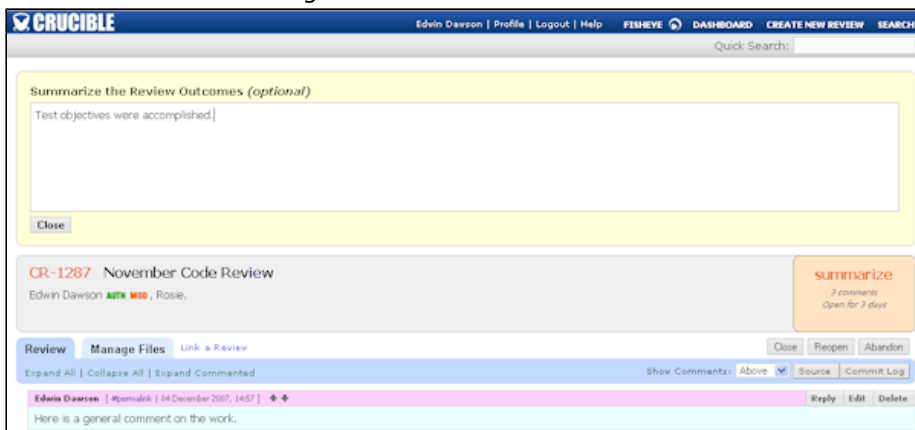 CRUCIBLE Edwin Dawson | Profile | Logout | Help FISHEYE DASHBOARD CREATE NEW REVIEW SEARCH
Quick Search:
Summarize the Review Outcomes (optional)
Test objectives were accomplished.
Close
CR-1287 November Code Review summarize
Edwin Dawson AUTH MOD , Rosie. 3 comments
Open for 3 days
Review Manage Files Link a Review Close Reopen Abandon
Expand All | Collapse All | Expand Commented Show Comments: Above Source Commit Log
Edwin Dawson [ #permalink | 04 December 2007, 14:57 ] Reply Edit Delete
Here is a general comment on the work.